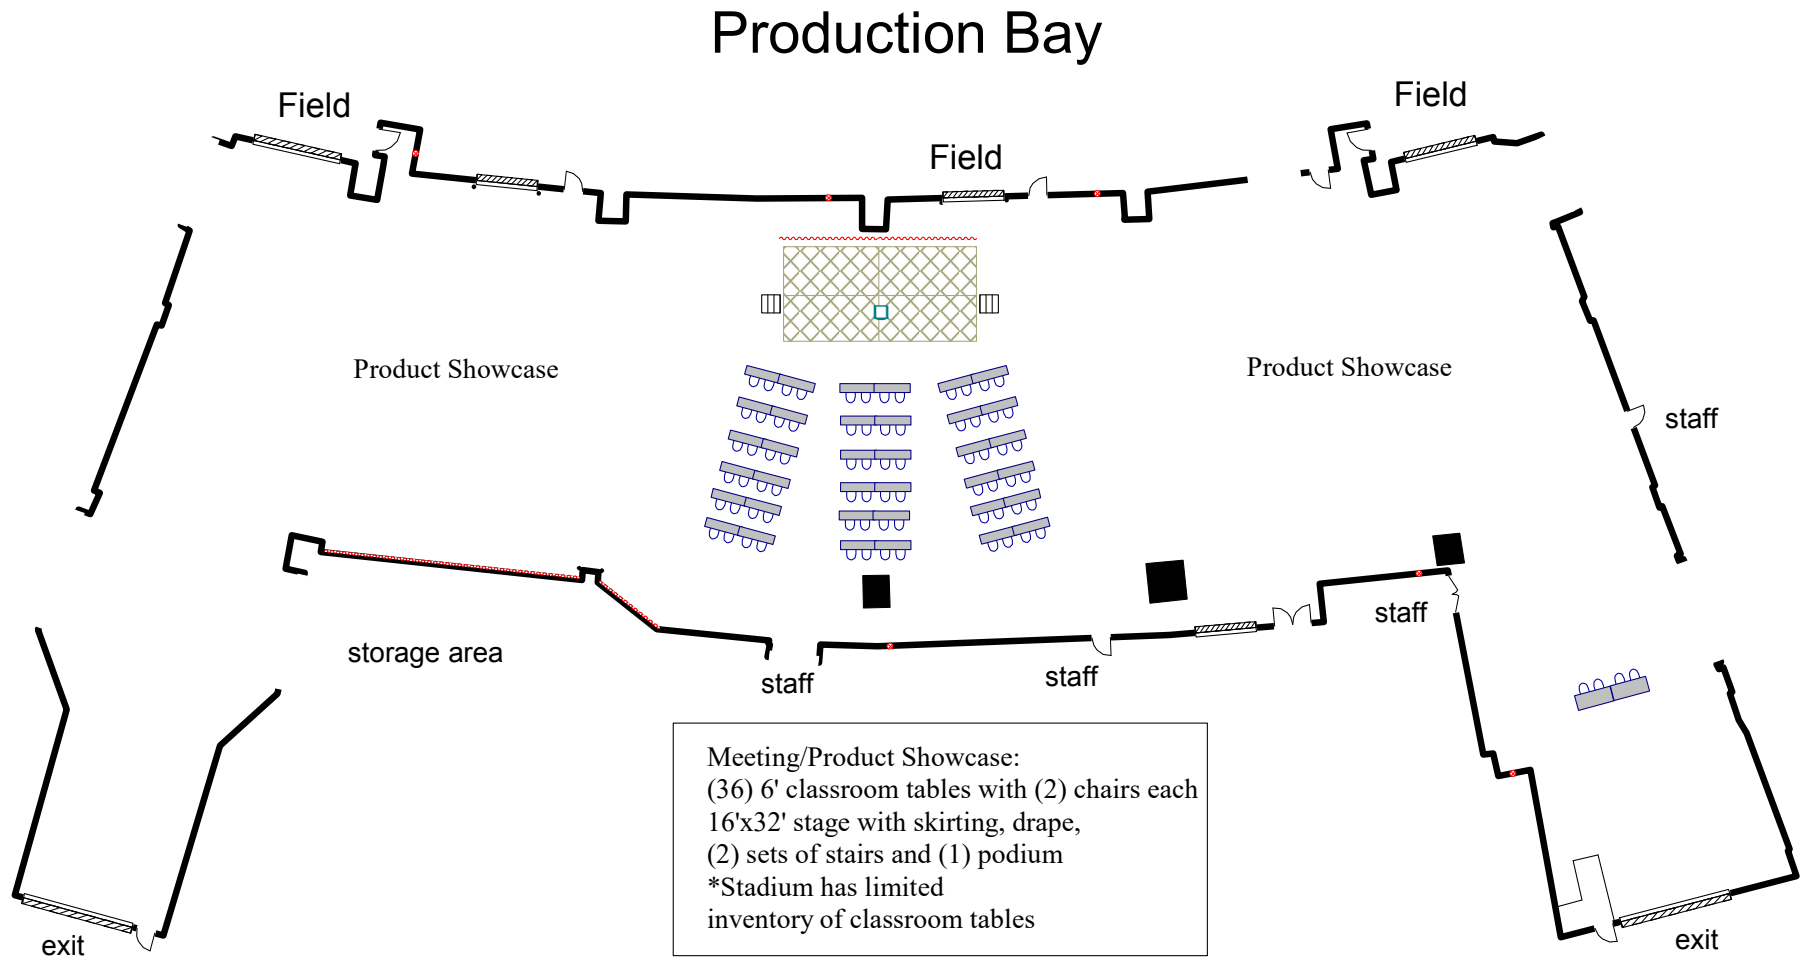 Production Bay
Field
Field
Field
Product Showcase
Product Showcase
staff
staff
storage area
staff
staff
Meeting/Product Showcase:
(36) 6' classroom tables with (2) chairs each
16'x32' stage with skirting, drape,
(2) sets of stairs and (1) podium
*Stadium has limited
inventory of classroom tables
exit
exit